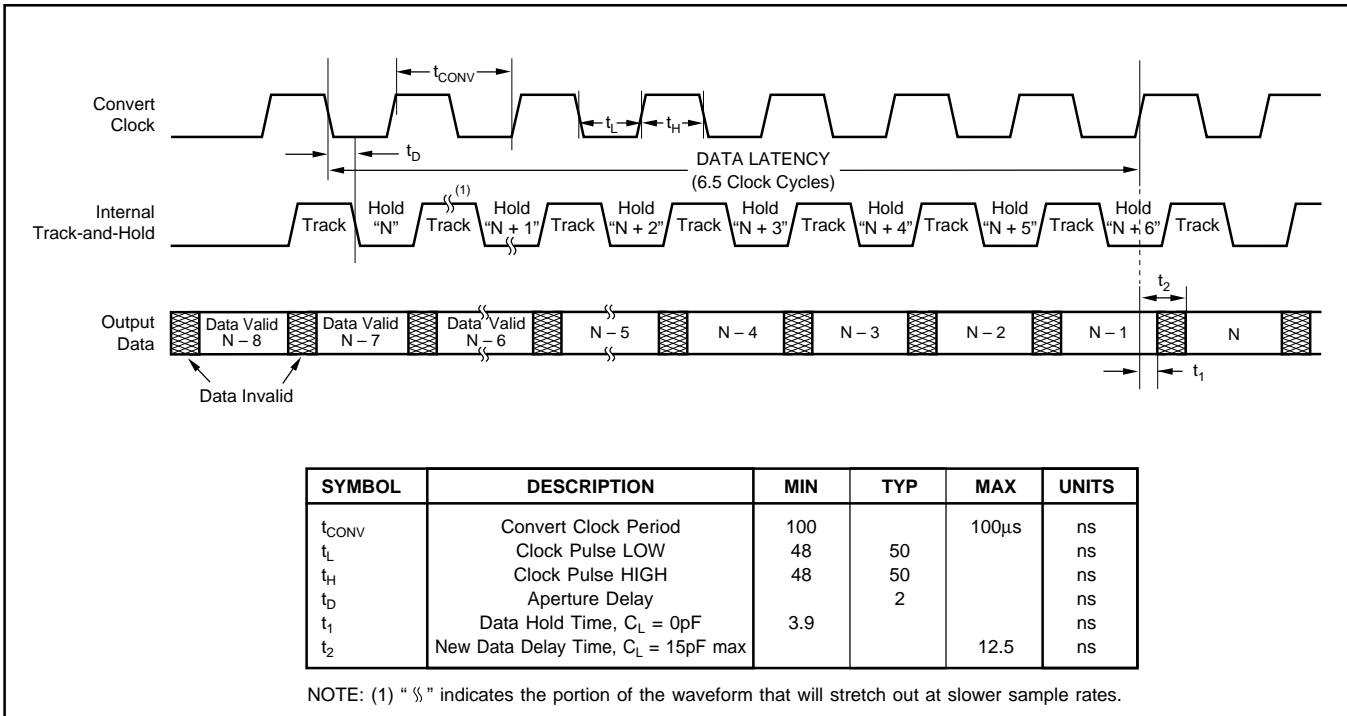 tCONV
Convert
Clock
tL
tH
tD
DATA LATENCY
(6.5 Clock Cycles)
(1)
Internal
Track-and-Hold
Track
Hold
"N"
Track
Hold
"N + 1"
Track
Hold
"N + 2"
Track
Hold
"N + 3"
Track
Hold
"N + 4"
Track
Hold
"N + 5"
Track
Hold
"N + 6"
Track
t2
Output
Data
Data Valid
N – 8
Data Valid
N – 7
Data Valid
N – 6
N – 5
N – 4
N – 3
N – 2
N – 1
N
t1
Data Invalid
SYMBOL DESCRIPTION MIN TYP MAX UNITS
tCONV Convert Clock Period 100 100µs ns
tL Clock Pulse LOW 48 50 ns
tH Clock Pulse HIGH 48 50 ns
tD Aperture Delay 2 ns
t1 Data Hold Time, CL = 0pF 3.9 ns
t2 New Data Delay Time, CL = 15pF max 12.5 ns
NOTE: (1) " " indicates the portion of the waveform that will stretch out at slower sample rates.